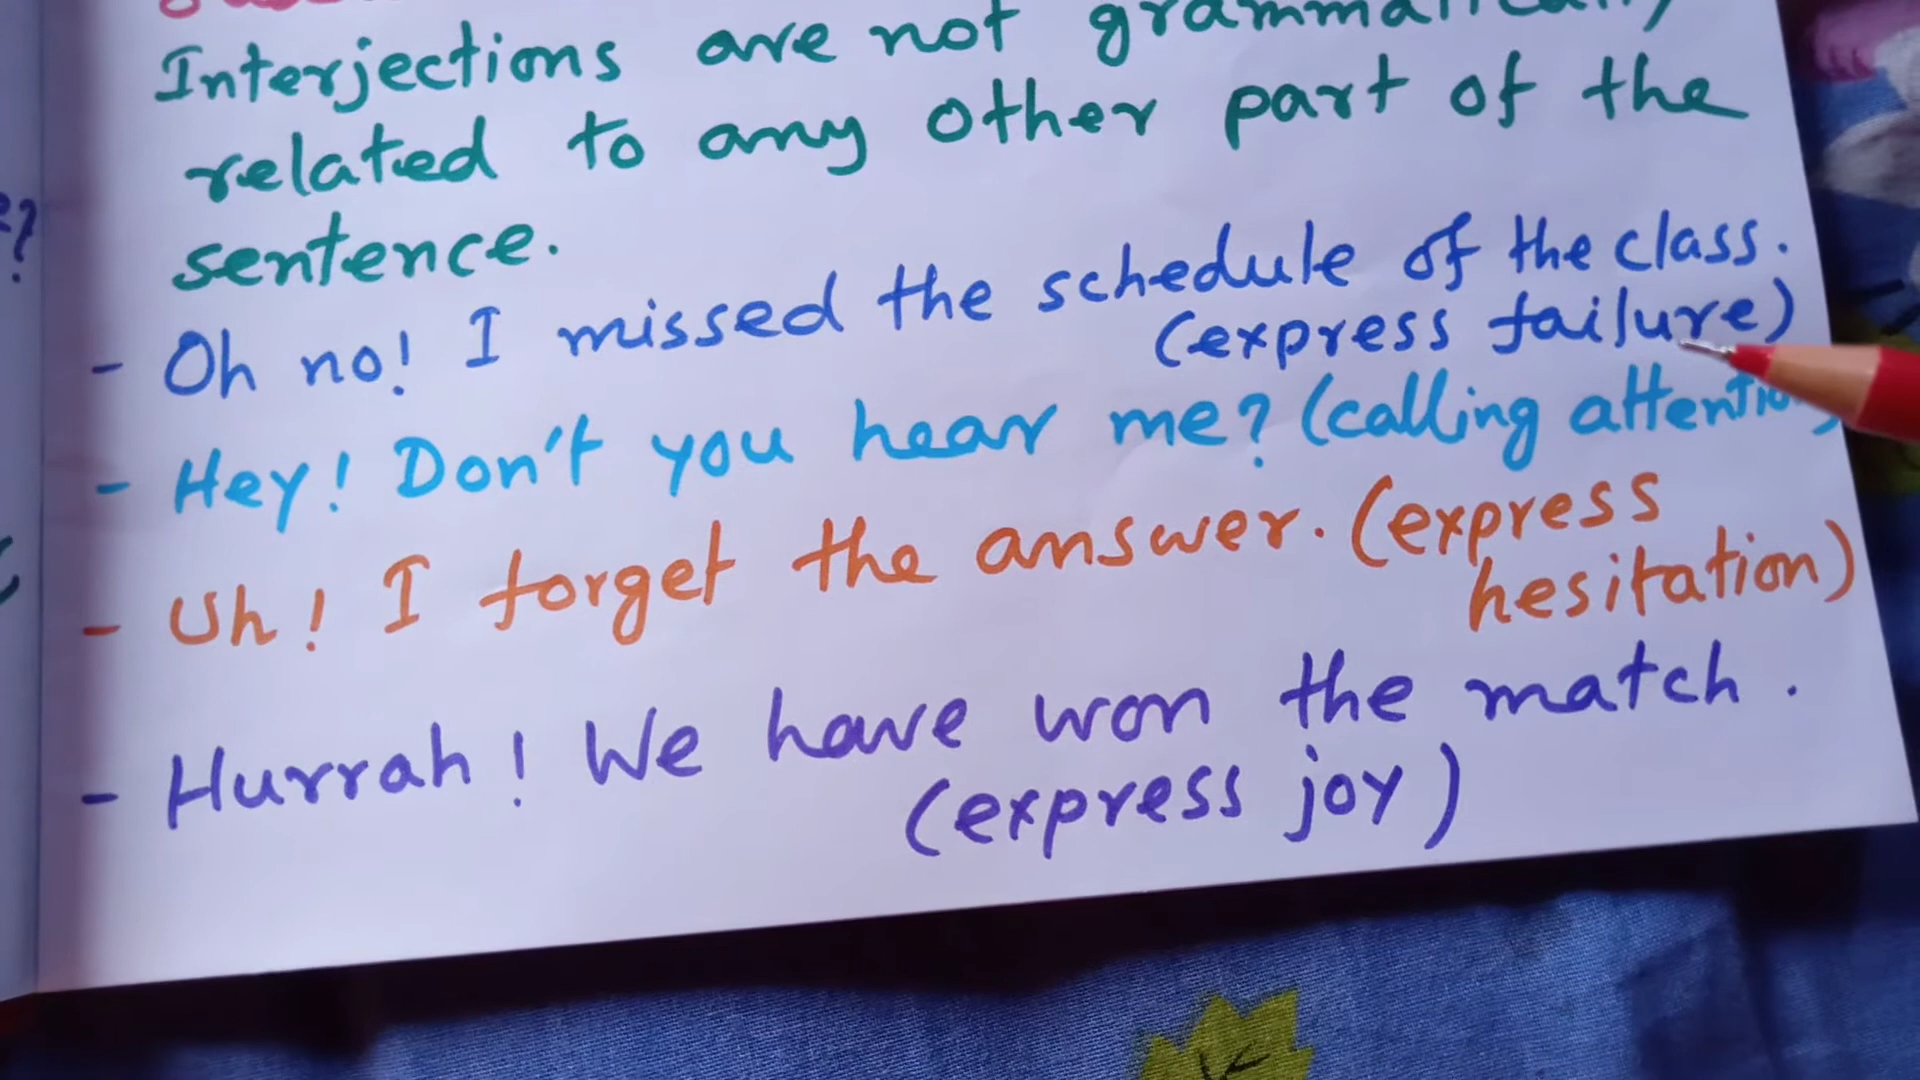 Interjections are not grammatically
related to any other part of the
sentence.
- Oh no! I missed the schedule of the class.
(express failure)
- Hey! Don't you hear me? (calling attention)
- Uh! I forget the answer. (express
hesitation)
- Hurrah! We have won the match.
(express joy)